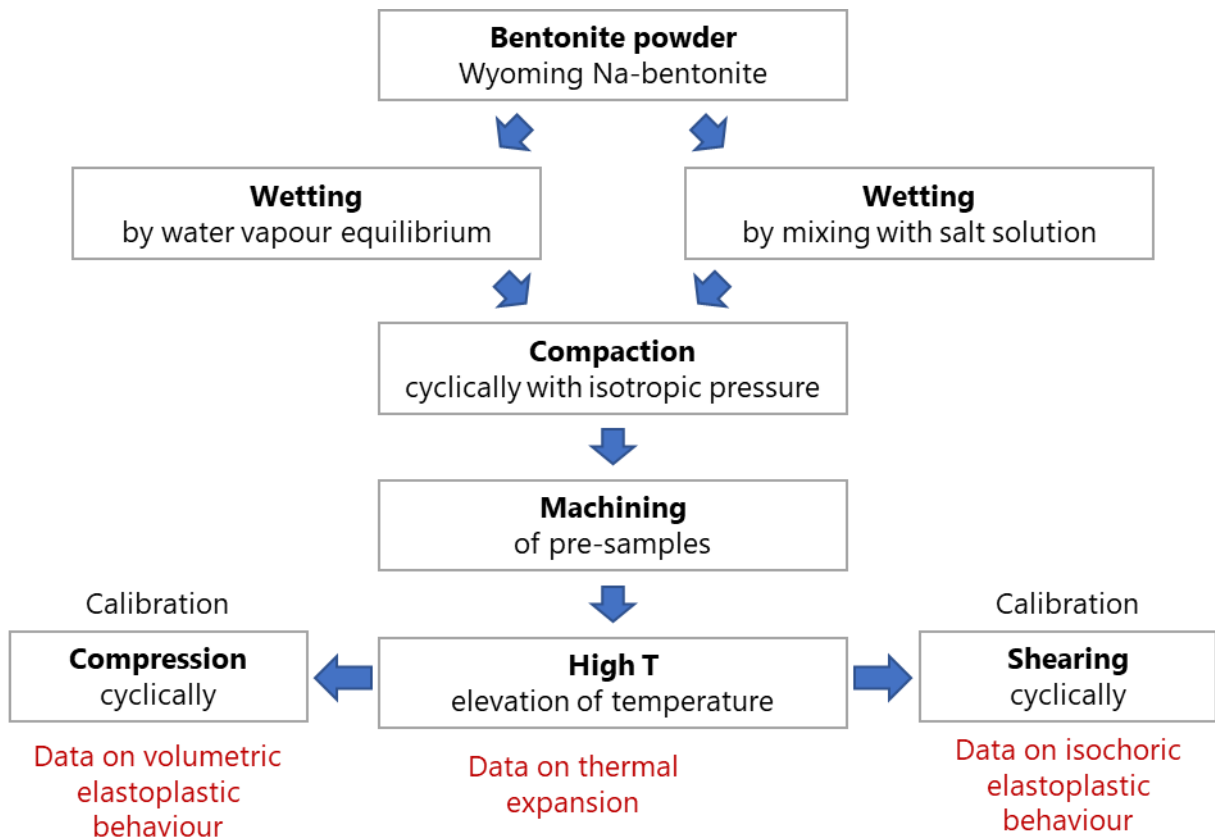 Bentonite powder
Wyoming Na-bentonite
Wetting
by water vapour equilibrium
Wetting
by mixing with salt solution
Compaction
cyclically with isotropic pressure
Machining
of pre-samples
Calibration
Compression
cyclically
Data on volumetric
elastoplastic
behaviour
High T
elevation of temperature
Data on thermal
expansion
Calibration
Shearing
cyclically
Data on isochoric
elastoplastic
behaviour